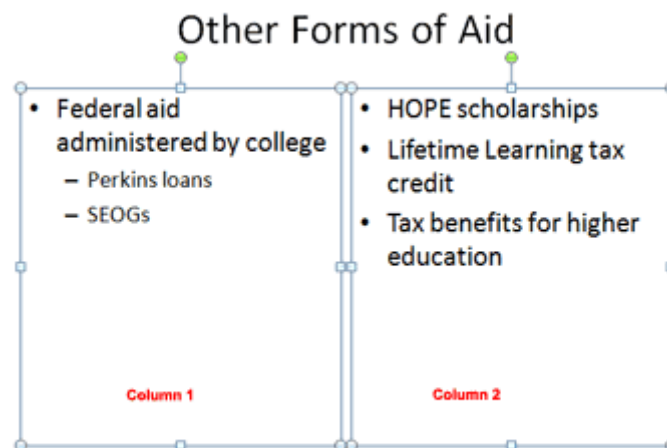 Other Forms of Aid
• Federal aid
administered by college
– Perkins loans
– SEOGs
Column 1
• HOPE scholarships
• Lifetime Learning tax
credit
• Tax benefits for higher
education
Column 2